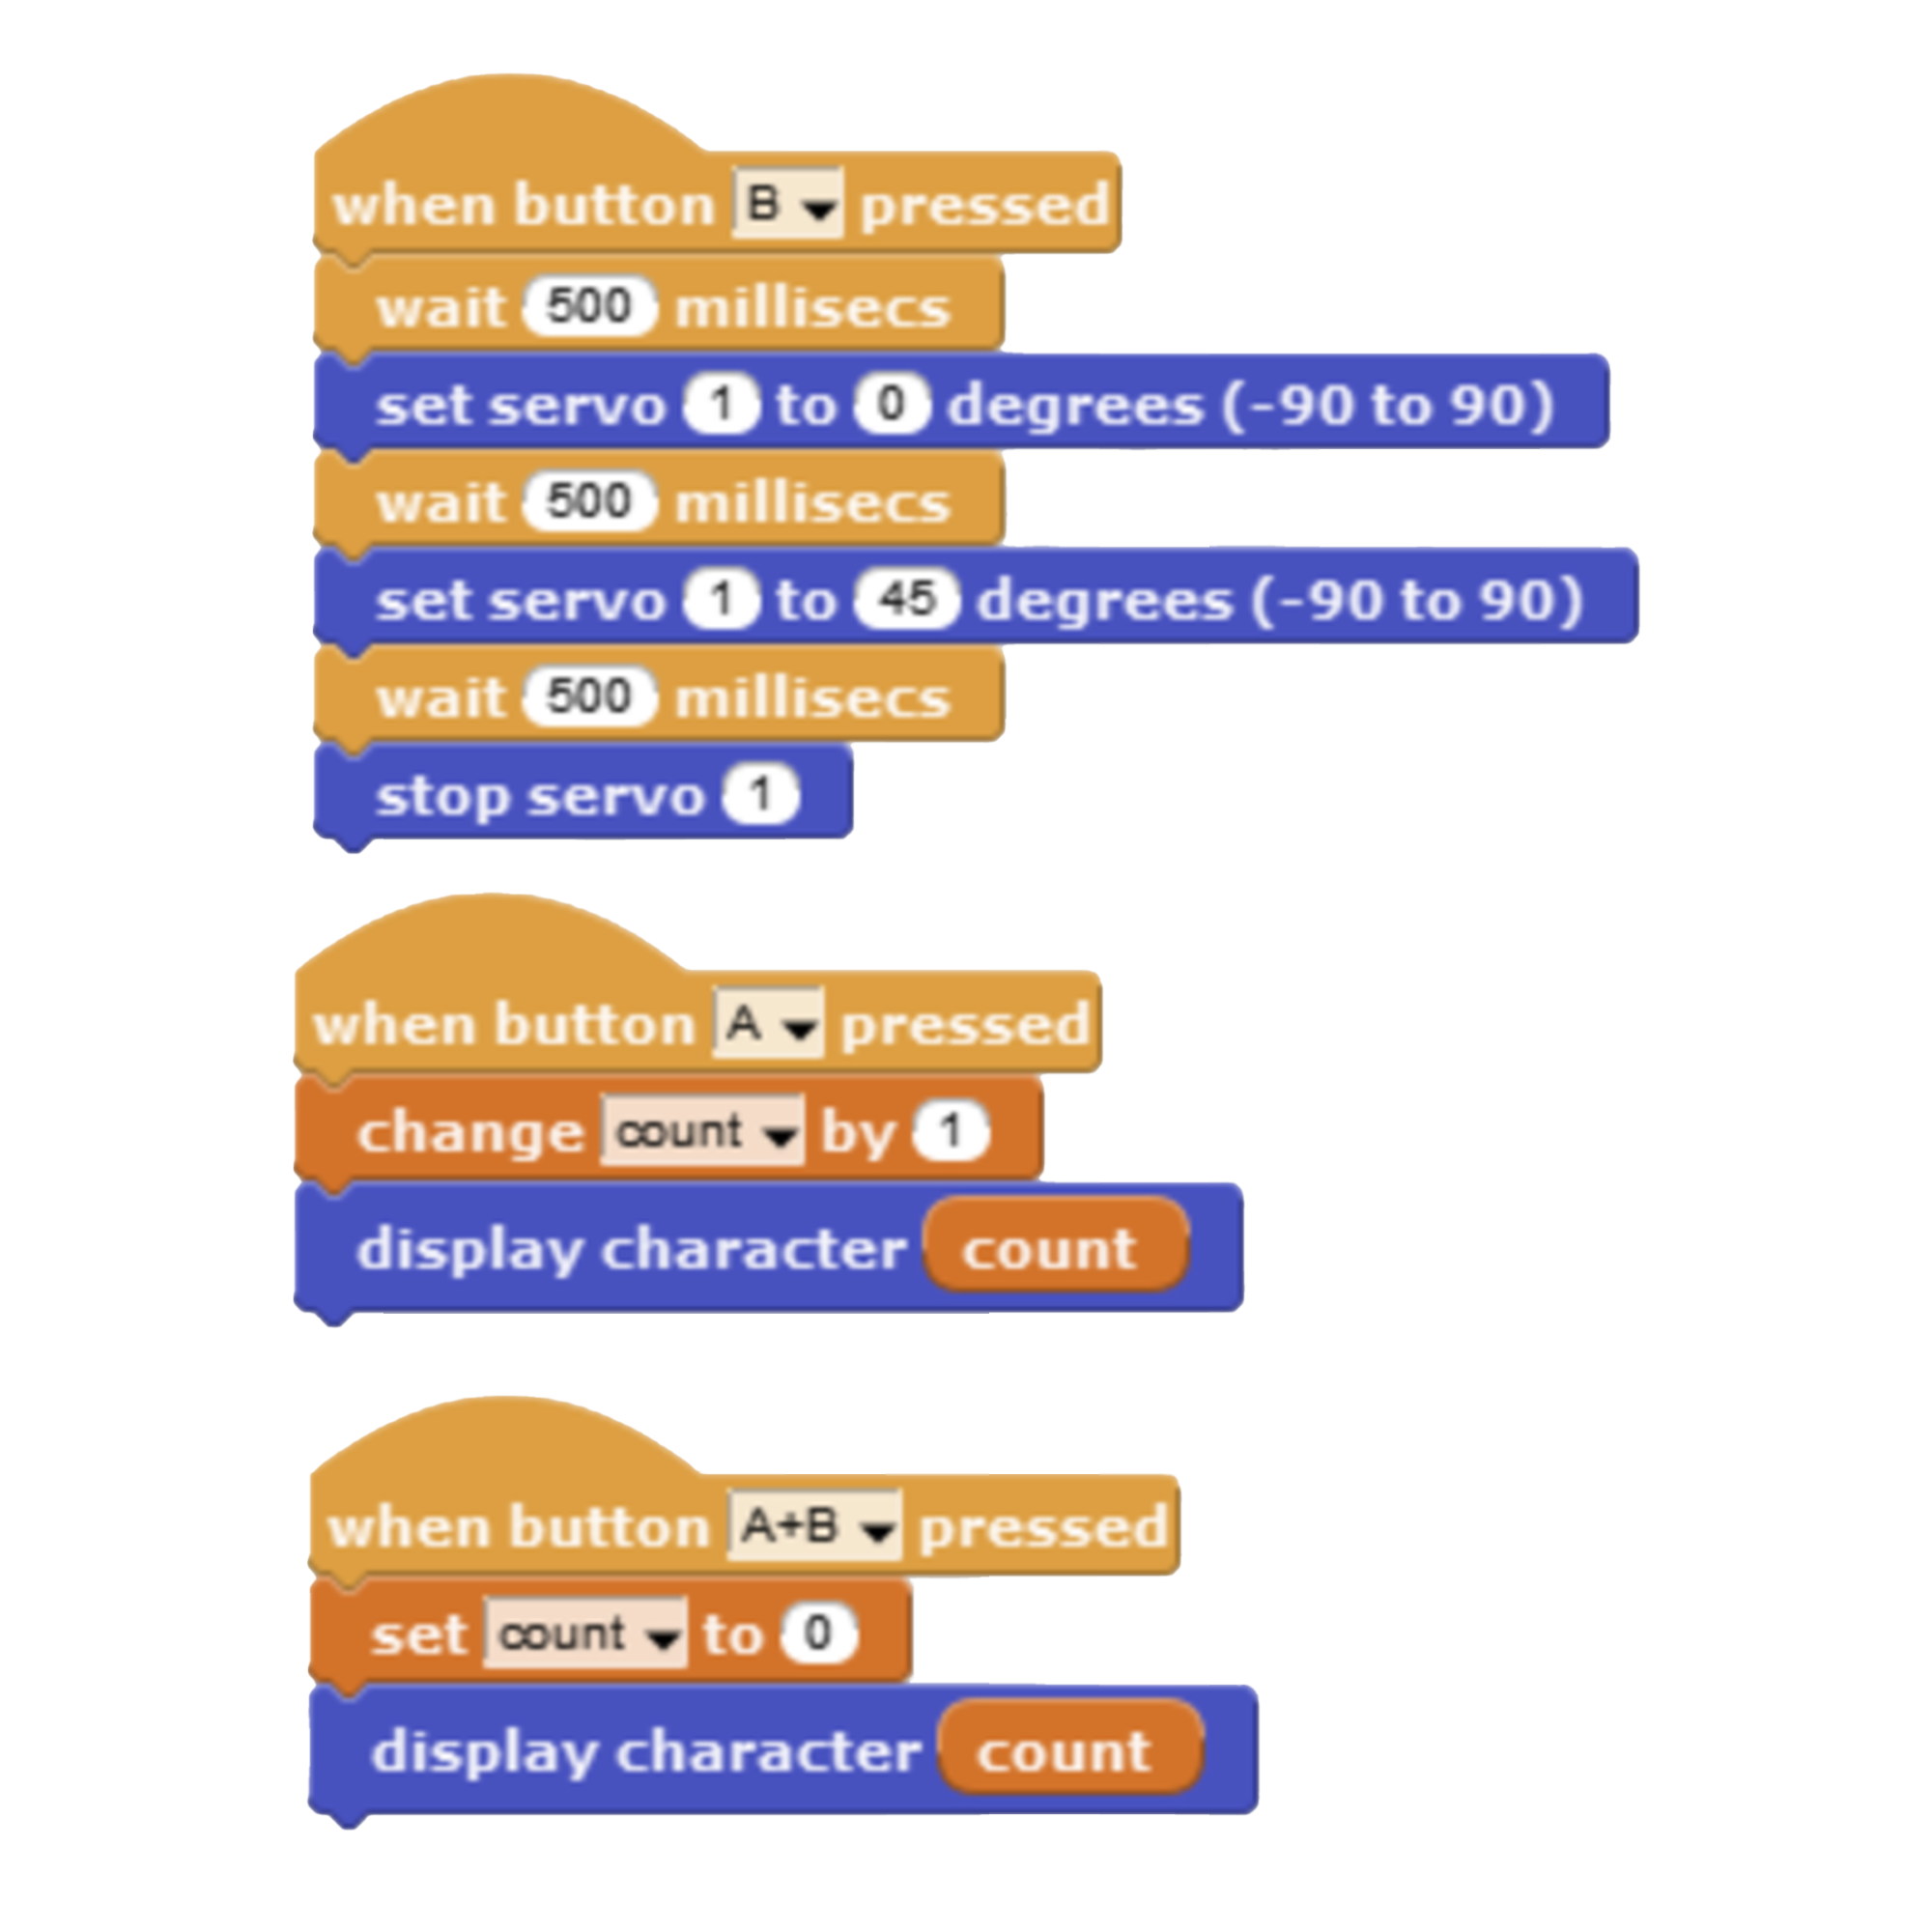 when button B pressed
wait 500 millisecs
set servo 1 to 0 degrees (-90 to 90)
wait 500 millisecs
set servo 1 to 45 degrees (-90 to 90)
wait 500 millisecs
stop servo 1
when button A pressed
change count by 1
display character count
when button A+B pressed
set count to 0
display character count